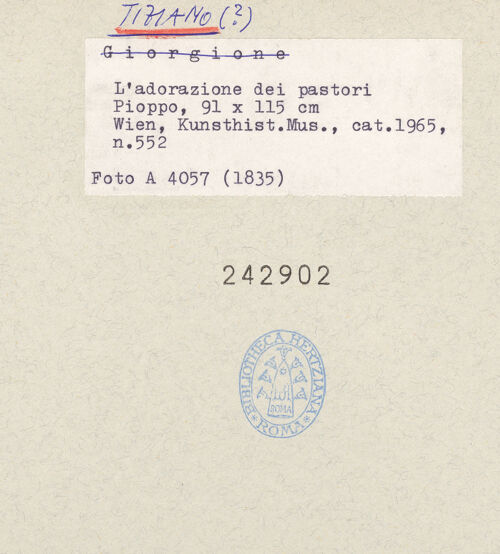 TIZIANO (?)
Giorgione
L'adorazione dei pastori
Pioppo, 91 x 115 cm
Wien, Kunsthist.Mus., cat.1965,
n.552
Foto A 4057 (1835)
242902
BIBLIOTHECA HERTZIANA
ROMA
ROMA